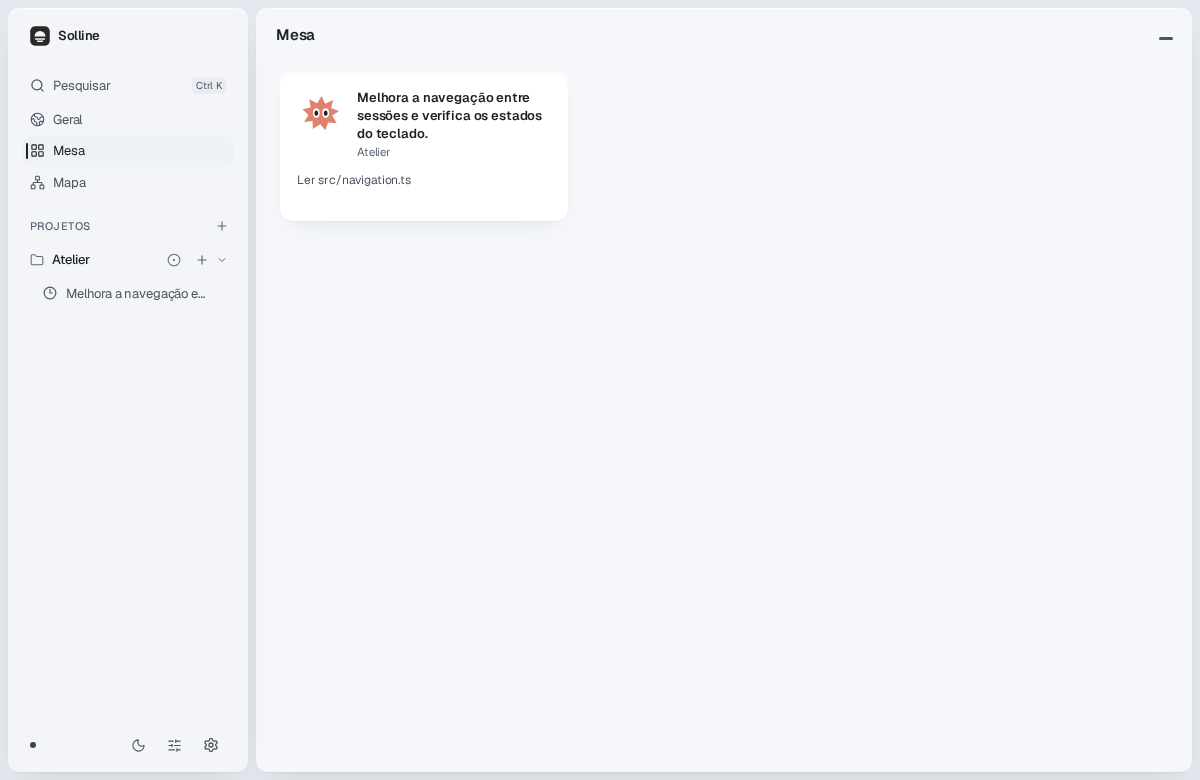 Solline
Pesquisar
Ctrl K
Geral
Mesa
Mapa
PROJETOS
Atelier
Melhora a navegação e…
Mesa
Melhora a navegação entre
sessões e verifica os estados
do teclado.
Atelier
Ler src/navigation.ts